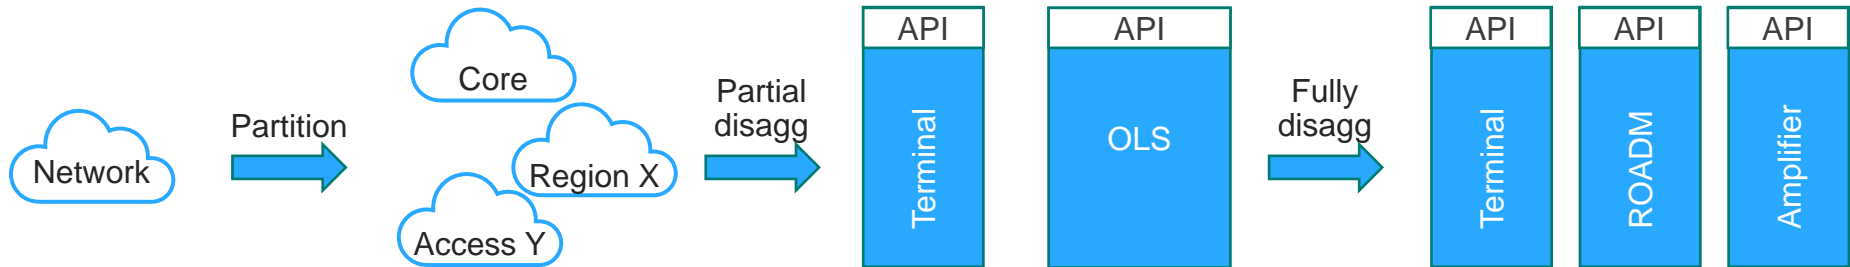 Network
Partition
Core
Region X
Access Y
Partial
disagg
API
Terminal
API
OLS
Fully
disagg
API
Terminal
API
ROADM
API
Amplifier